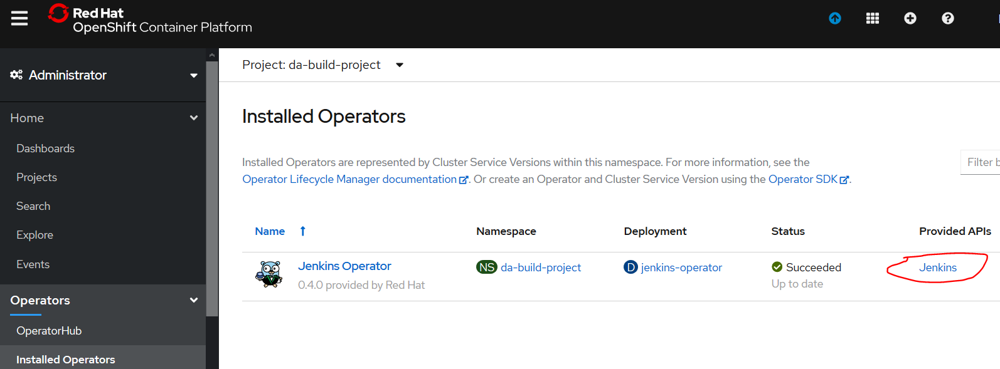 Red Hat
OpenShift Container Platform
Administrator
Project: da-build-project
Home
Dashboards
Projects
Search
Explore
Events
Operators
OperatorHub
Installed Operators
Installed Operators
Installed Operators are represented by Cluster Service Versions within this namespace. For more information, see the
Operator Lifecycle Manager documentation. Or create an Operator and Cluster Service Version using the Operator SDK.
Filter b
Name Namespace Deployment Status Provided APIs
Jenkins Operator NS da-build-project D jenkins-operator Succeeded Jenkins
0.4.0 provided by Red Hat Up to date